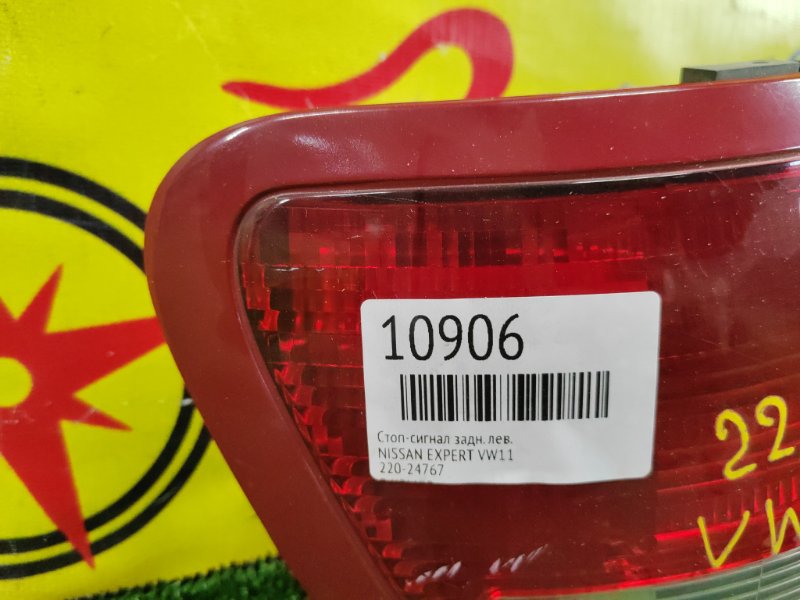 10906
Стоп-сигнал задн. лев.
NISSAN EXPERT VW11
220-24767
22
VW